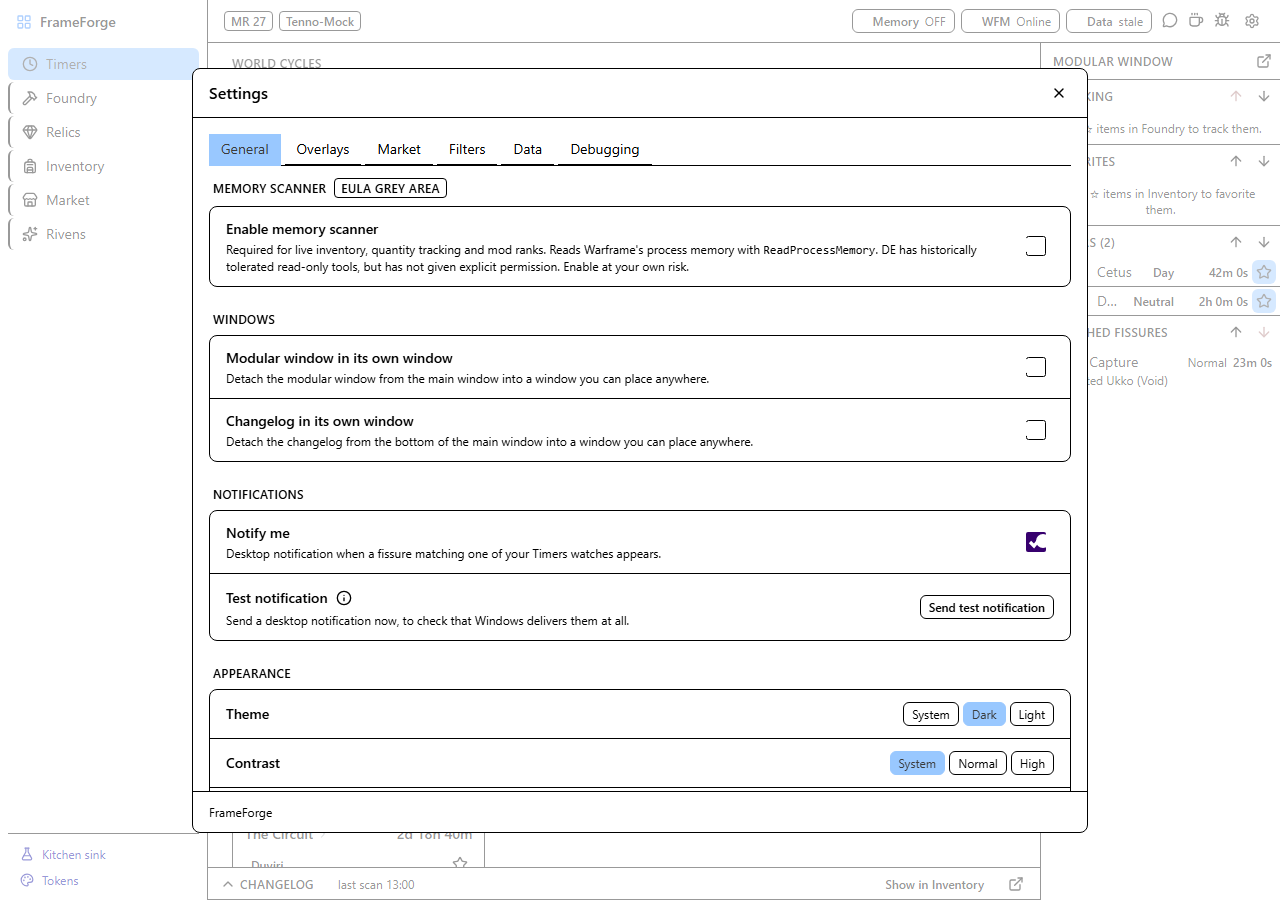 FrameForge
MR 27
Tenno-Mock
Memory OFF
WFM Online
Data stale
Timers
Foundry
Relics
Inventory
Market
Rivens
Kitchen sink
Tokens
WORLD CYCLES
MODULAR WINDOW
Settings
General
Overlays
Market
Filters
Data
Debugging
MEMORY SCANNER
EULA GREY AREA
Enable memory scanner
Required for live inventory, quantity tracking and mod ranks. Reads Warframe's process memory with ReadProcessMemory. DE has historically
tolerated read-only tools, but has not given explicit permission. Enable at your own risk.
WINDOWS
Modular window in its own window
Detach the modular window from the main window into a window you can place anywhere.
Changelog in its own window
Detach the changelog from the bottom of the main window into a window you can place anywhere.
NOTIFICATIONS
Notify me
Desktop notification when a fissure matching one of your Timers watches appears.
Test notification
Send a desktop notification now, to check that Windows delivers them at all.
Send test notification
APPEARANCE
Theme
System
Dark
Light
Contrast
System
Normal
High
FrameForge
items in Foundry to track them.
☆ items in Inventory to favorite
them.
(2)
Cetus Day 42m 0s
D... Neutral 2h 0m 0s
FISSURES
Capture Normal 23m 0s
Ukko (Void)
The Circuit 2d 18h 40m
Duviri
CHANGELOG
last scan 13:00
Show in Inventory